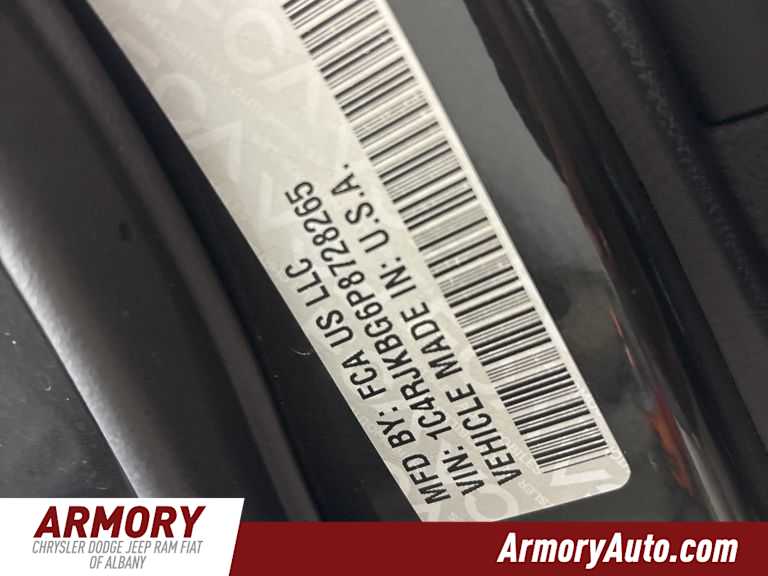 MFD BY: FCA US LLC
VIN: 1C4RJKBG6P8728265
VEHICLE MADE IN: U.S.A.
ARMORY
CHRYSLER DODGE JEEP RAM FIAT
OF ALBANY
ArmoryAuto.com